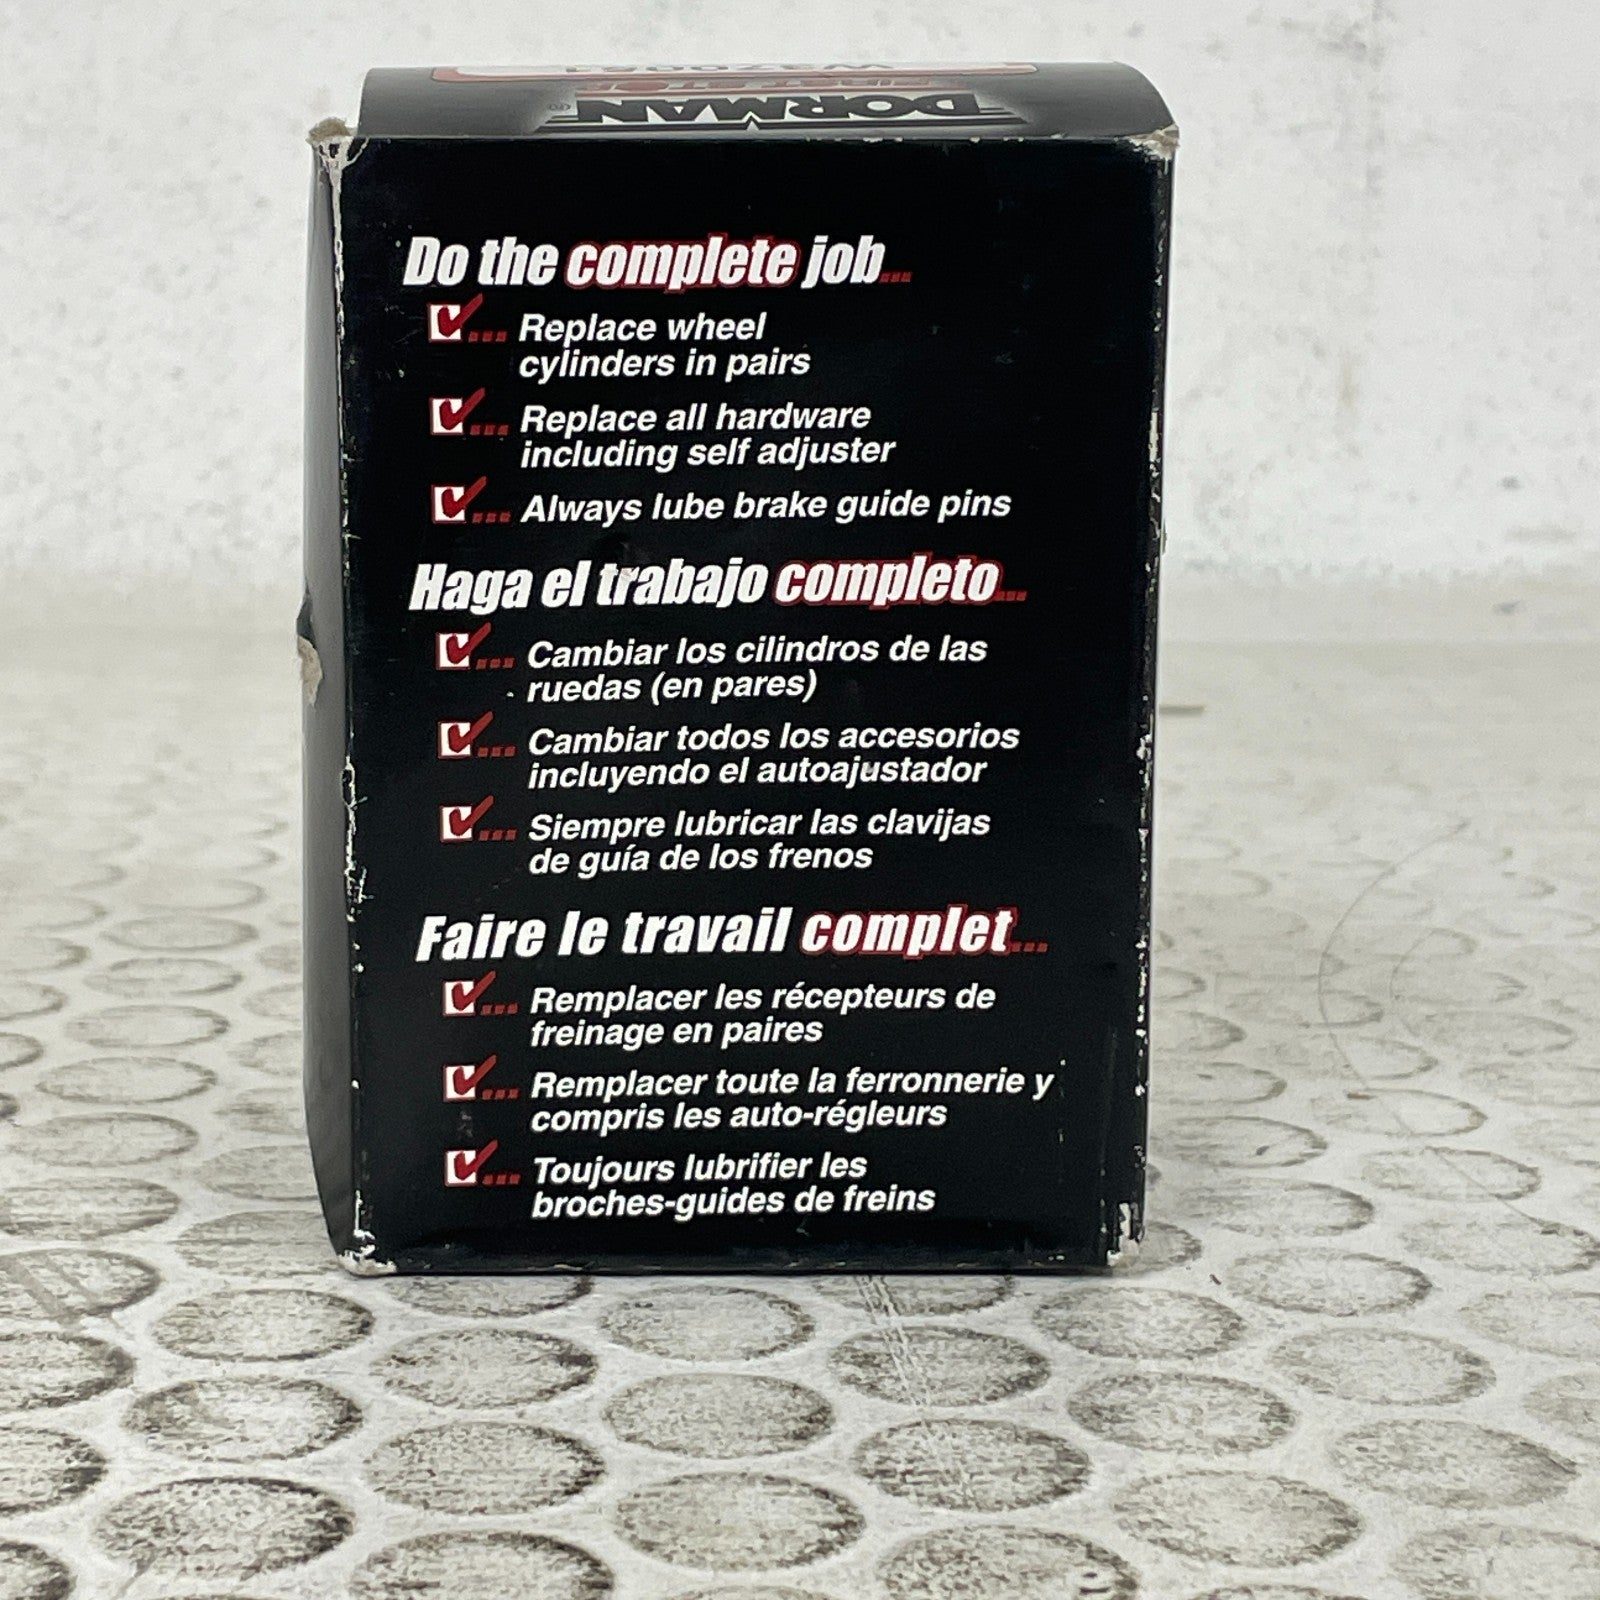 DORMAN®
Do the complete job...
... Replace wheel
cylinders in pairs
... Replace all hardware
including self adjuster
... Always lube brake guide pins
Haga el trabajo completo...
... Cambiar los cilindros de las
ruedas (en pares)
... Cambiar todos los accesorios
incluyendo el autoajustador
... Siempre lubricar las clavijas
de guía de los frenos
Faire le travail complet...
... Remplacer les récepteurs de
freinage en paires
... Remplacer toute la ferronnerie y
compris les auto-régleurs
... Toujours lubrifier les
broches-guides de freins